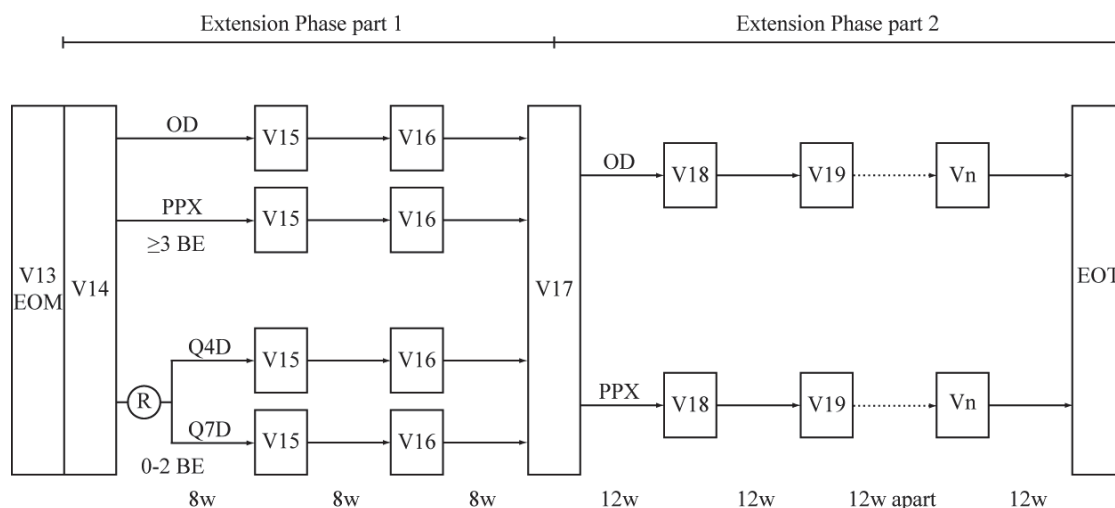 Extension Phase part 1
Extension Phase part 2
OD
V15
V16
PPX
≥3 BE
V15
V16
V13
EOM
V14
R
Q4D
V15
V16
Q7D
0-2 BE
V15
V16
V17
OD
V18
V19
Vn
PPX
V18
V19
Vn
EOT
8w
8w
8w
12w
12w
12w apart
12w